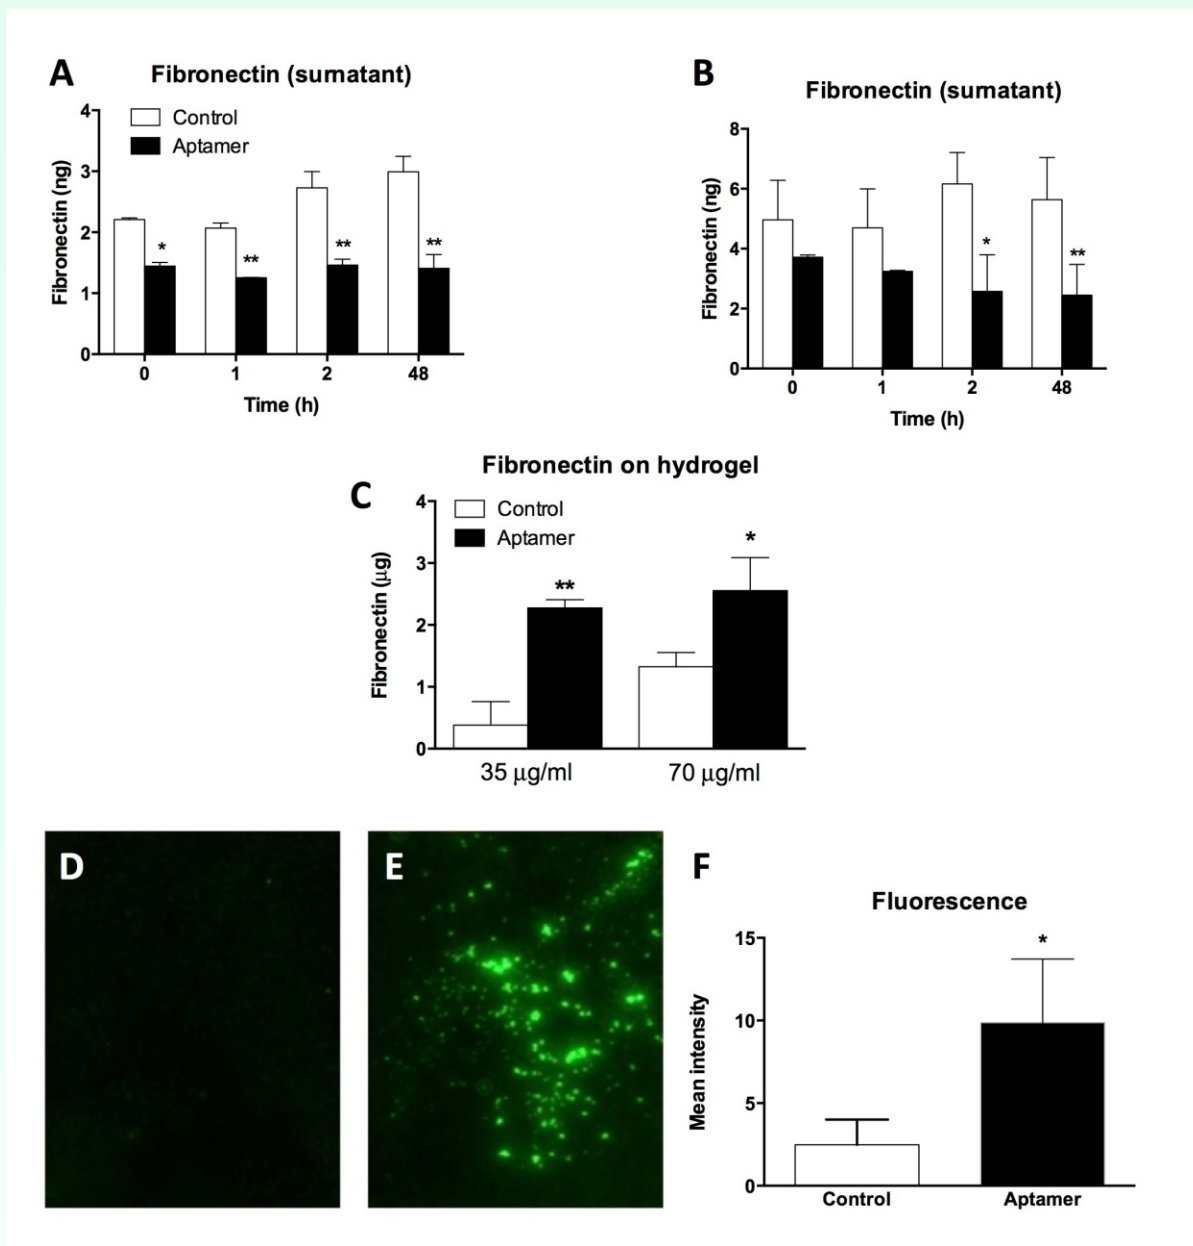 A
Fibronectin (surnatant)
Control
Aptamer
Fibronectin (ng)
4
3
2
1
0
0 1 2 48
Time (h)
* ** ** **
B
Fibronectin (surnatant)
Fibronectin (ng)
8
6
4
2
0
0 1 2 48
Time (h)
* **
C
Fibronectin on hydrogel
Control
Aptamer
Fibronectin (µg)
4
3
2
1
0
** *
35 µg/ml 70 µg/ml
D
E
F
Fluorescence
Mean intensity
15
10
5
0
*
Control Aptamer